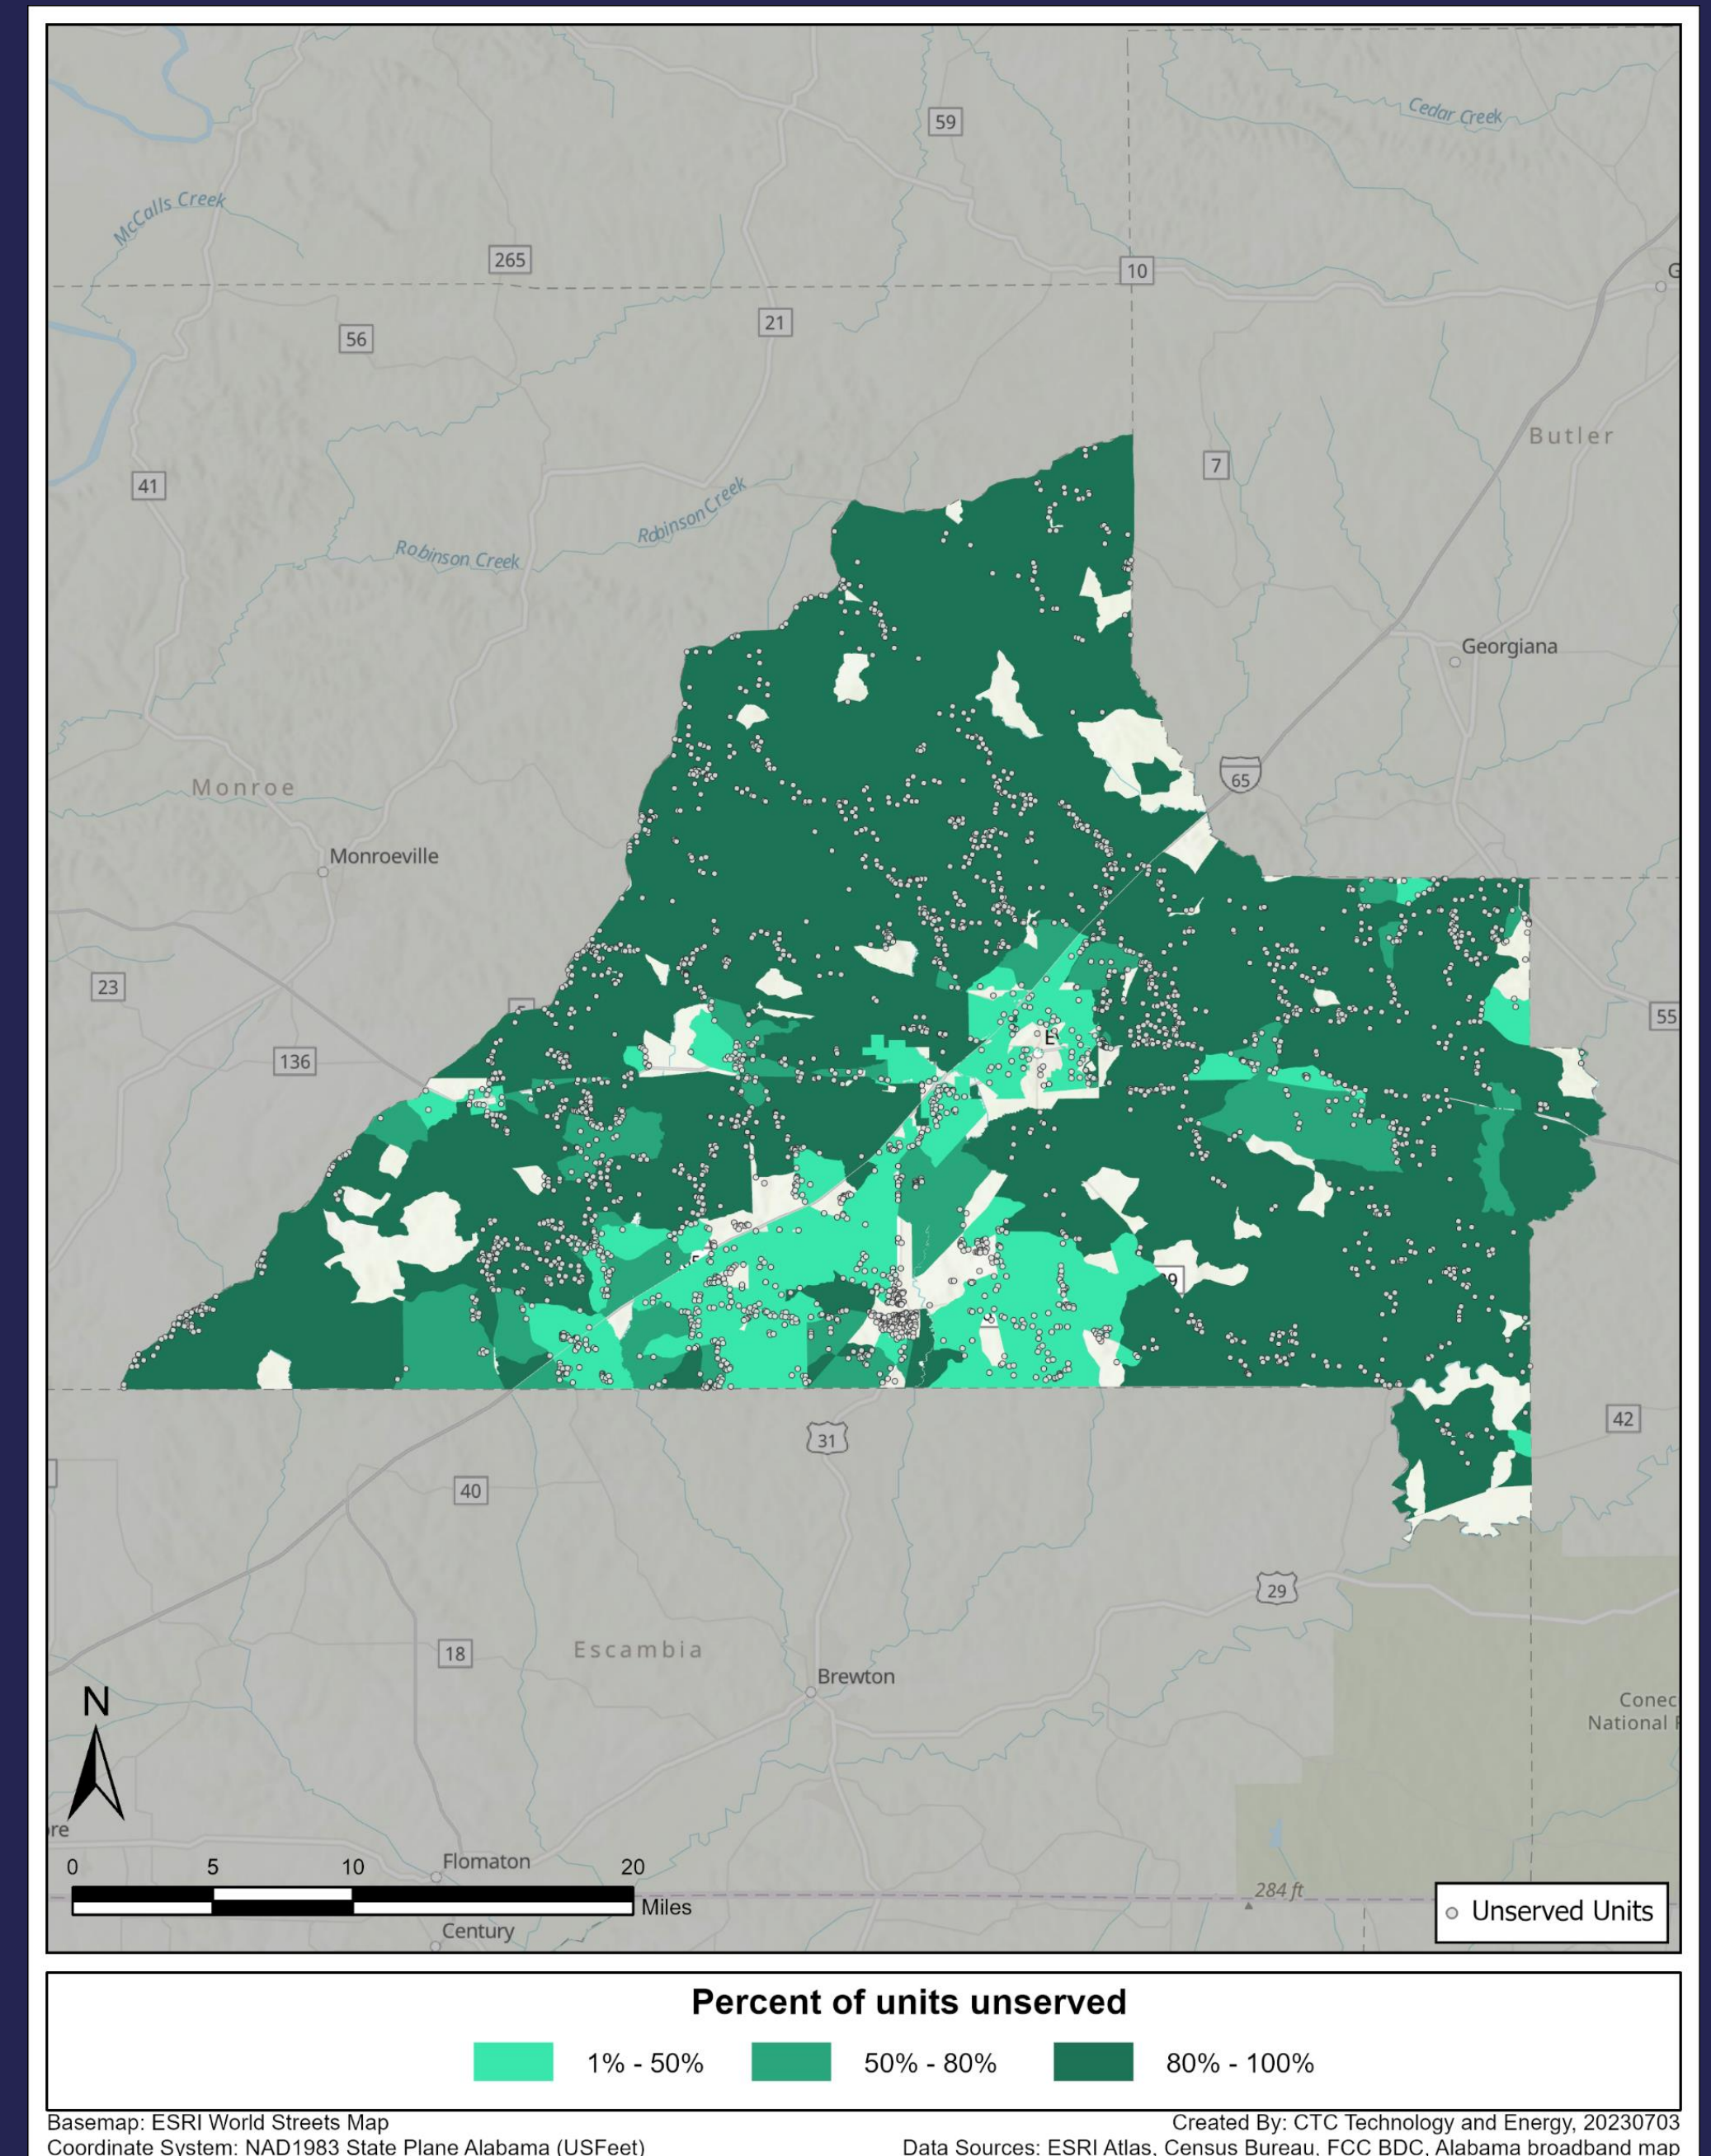 Cedar Creek
59
McCalls Creek
265
10
G
56
21
Butler
7
41
Robinson Creek
Robinson Creek
Georgiana
65
Monroe
Monroeville
23
55
136
E
9
31
42
40
29
18
Escambia
Brewton
N
Conec
National F
re
0 5 10 20
Miles
Flomaton
284 ft
Century
Unserved Units
Percent of units unserved
1% - 50% 50% - 80% 80% - 100%
Basemap: ESRI World Streets Map
Created By: CTC Technology and Energy, 20230703
Coordinate System: NAD1983 State Plane Alabama (USFeet)
Data Sources: ESRI Atlas, Census Bureau, FCC BDC, Alabama broadband map